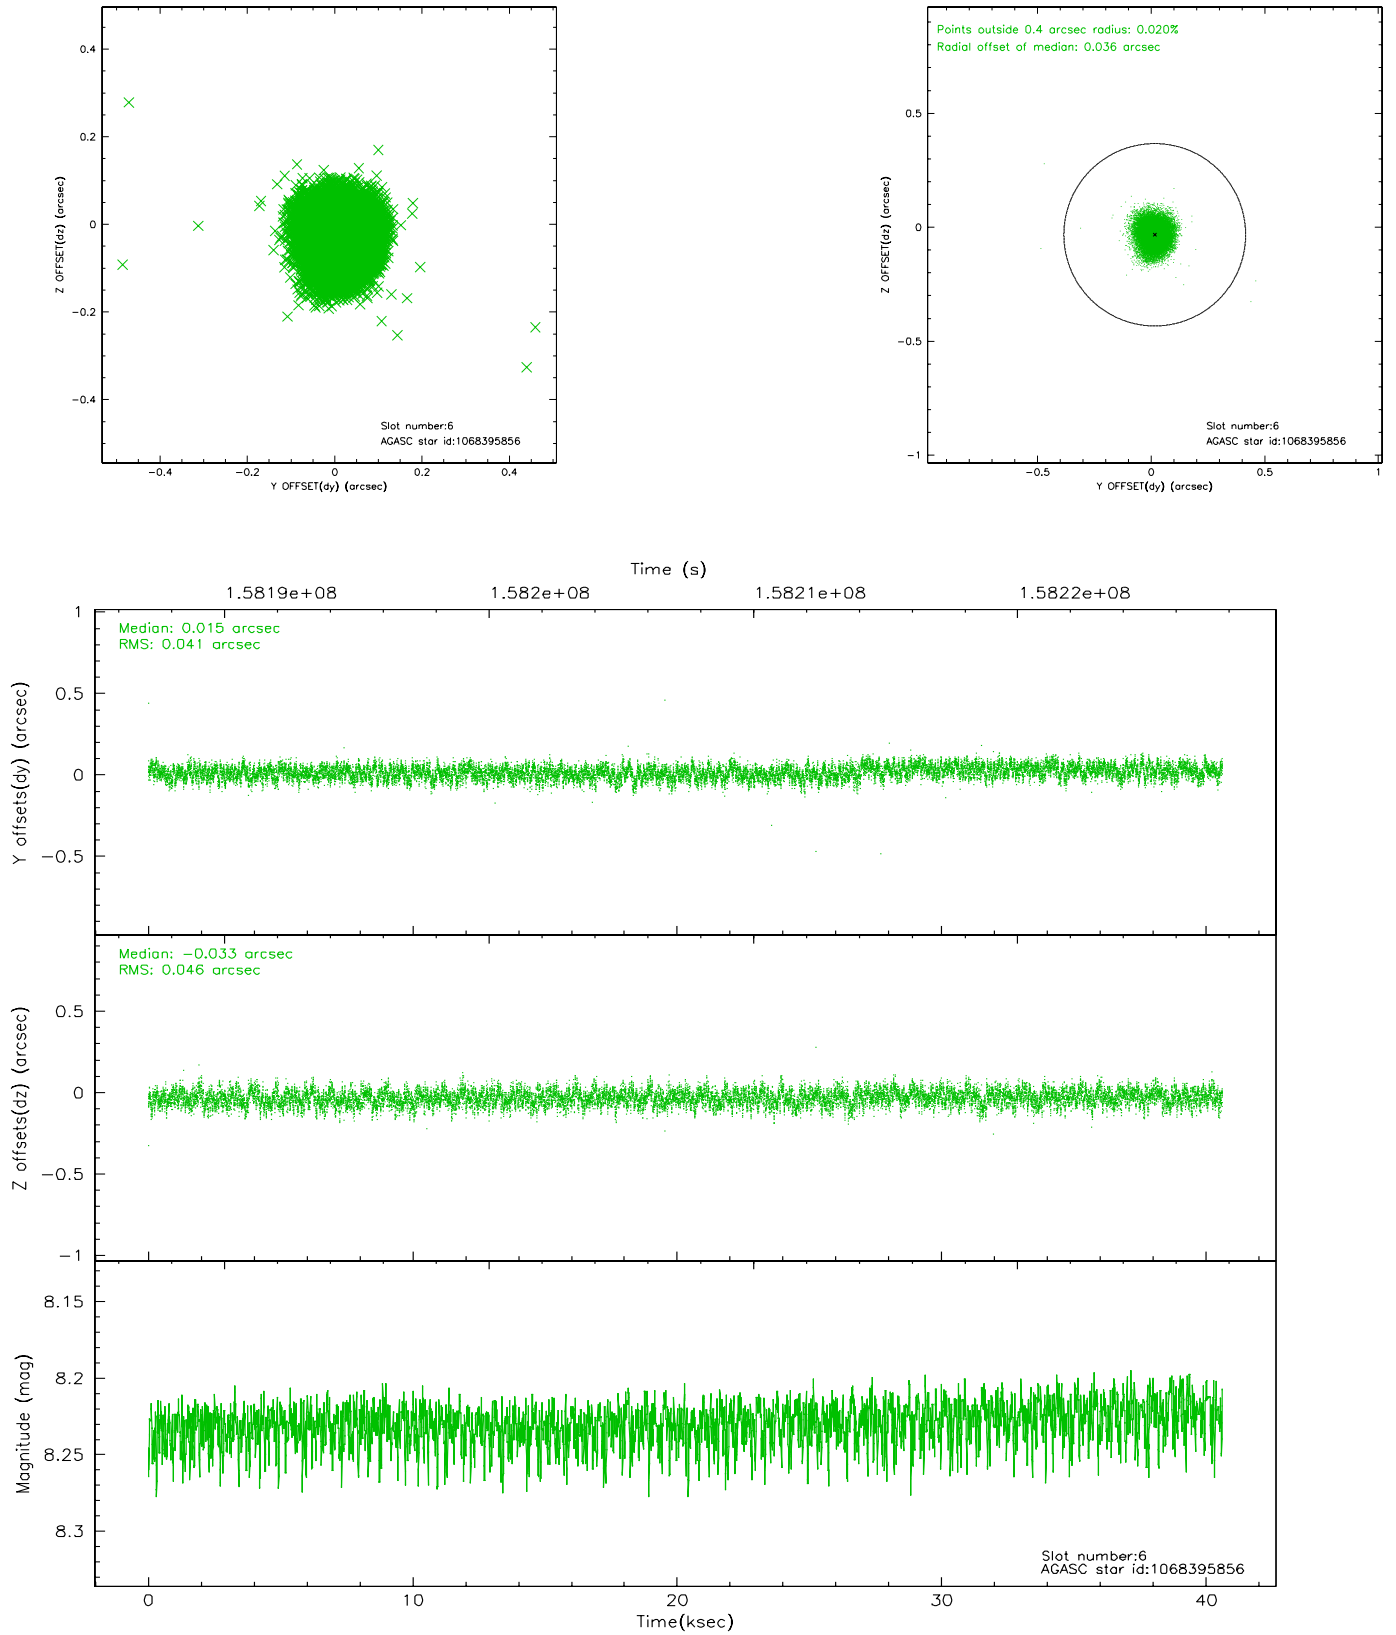 0.4
0.2
0
−0.2
−0.4
Z OFFSET(dz) (arcsec)
Slot number:6
AGASC star id:1068395856
−0.4 −0.2 0 0.2 0.4
Y OFFSET(dy) (arcsec)
Points outside 0.4 arcsec radius: 0.020%
Radial offset of median: 0.036 arcsec
0.5
0
−0.5
−1
Z OFFSET(dz) (arcsec)
Slot number:6
AGASC star id:1068395856
−0.5 0 0.5 1
Y OFFSET(dy) (arcsec)
Time (s)
1.5819e+08 1.582e+08 1.5821e+08 1.5822e+08
Median: 0.015 arcsec
RMS: 0.041 arcsec
1
0.5
0
−0.5
Y offsets(dy) (arcsec)
Median: −0.033 arcsec
RMS: 0.046 arcsec
0.5
0
−0.5
−1
Z offsets(dz) (arcsec)
8.15
8.2
8.25
8.3
Magnitude (mag)
Slot number:6
AGASC star id:1068395856
0 10 20 30 40
Time(ksec)